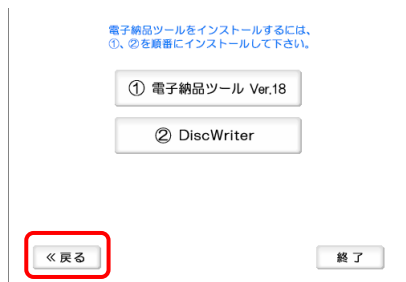 電子納品ツールをインストールするには、
①、②を順番にインストールして下さい。
① 電子納品ツール Ver.18
② DiscWriter
≪戻る
終了